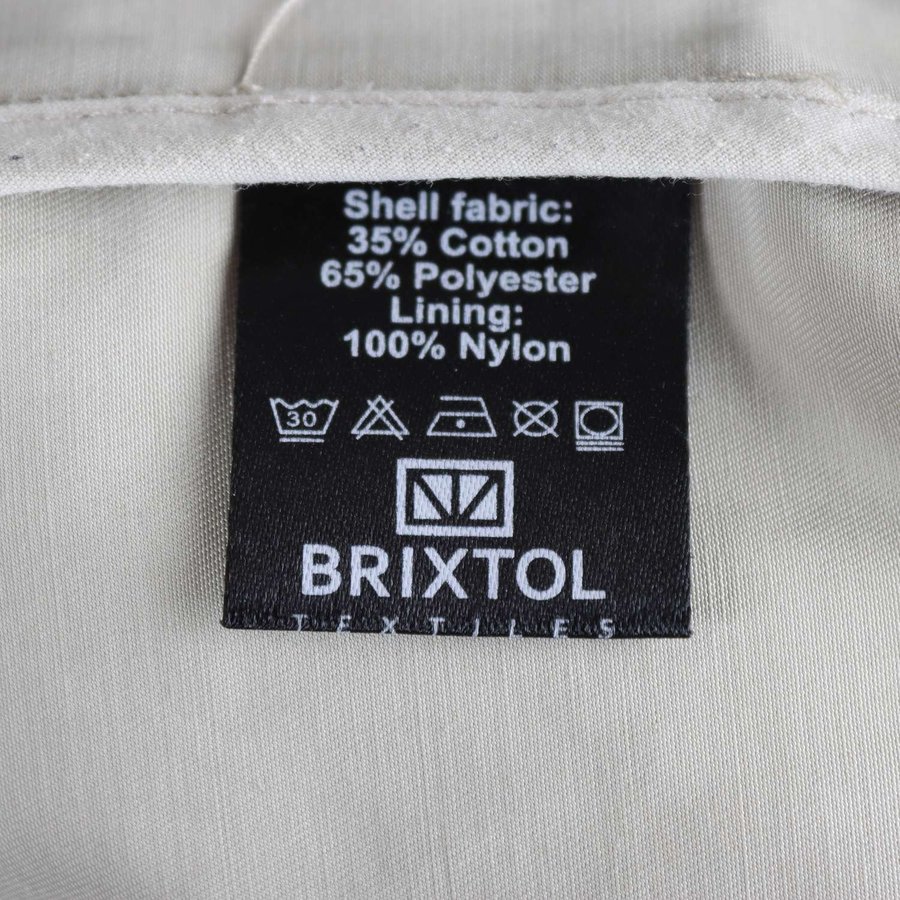 Shell fabric:
35% Cotton
65% Polyester
Lining:
100% Nylon
30
BRIXTOL
TEXTILES